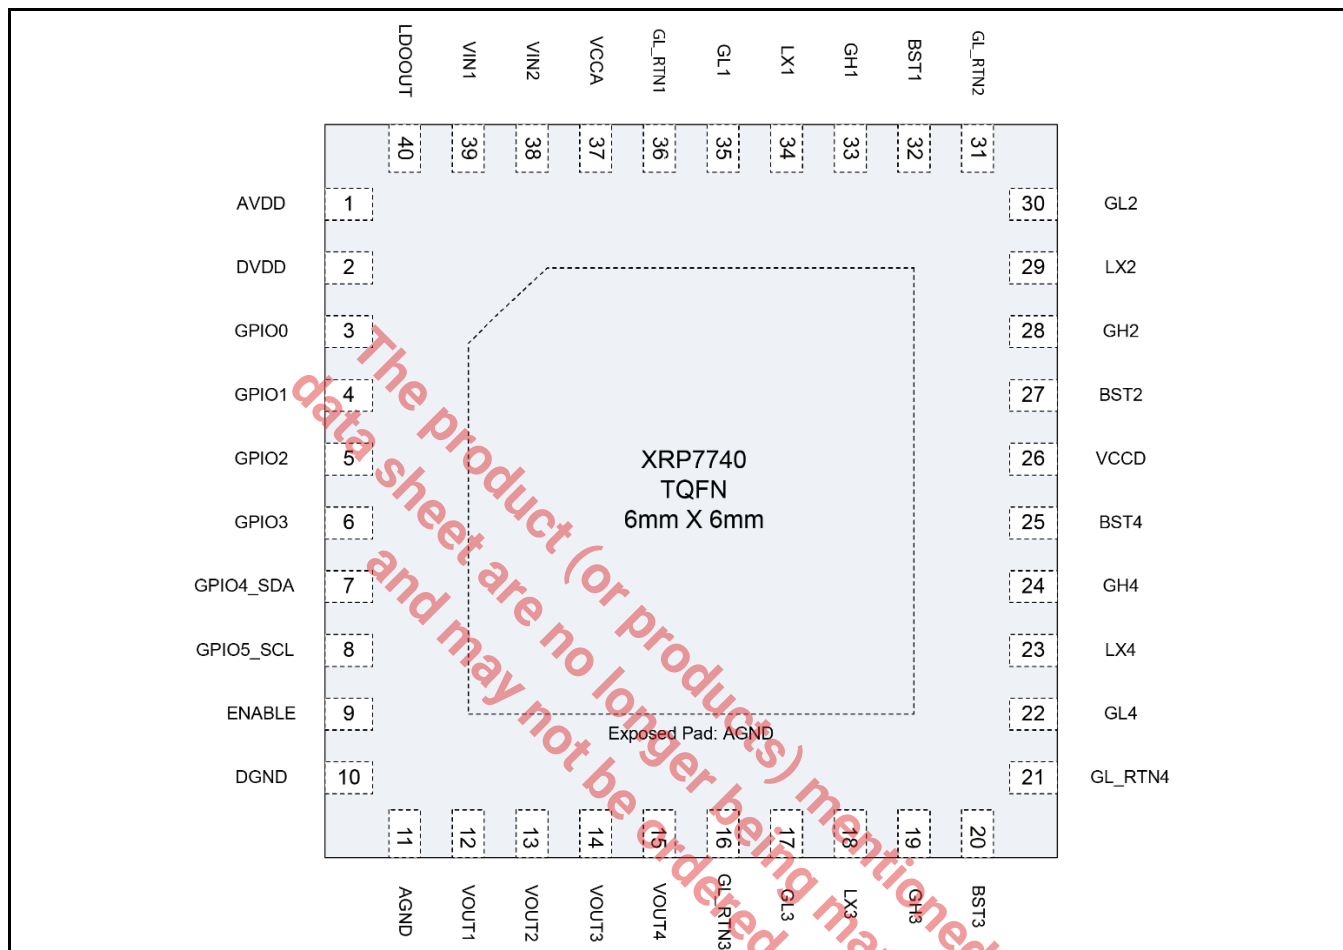 LDOOUT
VIN1
VIN2
VCCA
GL_RTN1
GL1
LX1
GH1
BST1
GL_RTN2
40
39
38
37
36
35
34
33
32
31
AVDD 1
30 GL2
DVDD 2
29 LX2
GPIO0 3
28 GH2
GPIO1 4
27 BST2
GPIO2 5
26 VCCD
GPIO3 6
25 BST4
GPIO4_SDA 7
24 GH4
GPIO5_SCL 8
23 LX4
ENABLE 9
22 GL4
DGND 10
21 GL_RTN4
XRP7740
TQFN
6mm X 6mm
Exposed Pad: AGND
11
12
13
14
15
16
17
18
19
20
AGND
VOUT1
VOUT2
VOUT3
VOUT4
GL_RTN3
GL3
LX3
GH3
BST3
The product (or products) mentioned
data sheet are no longer being
and may not be ordered